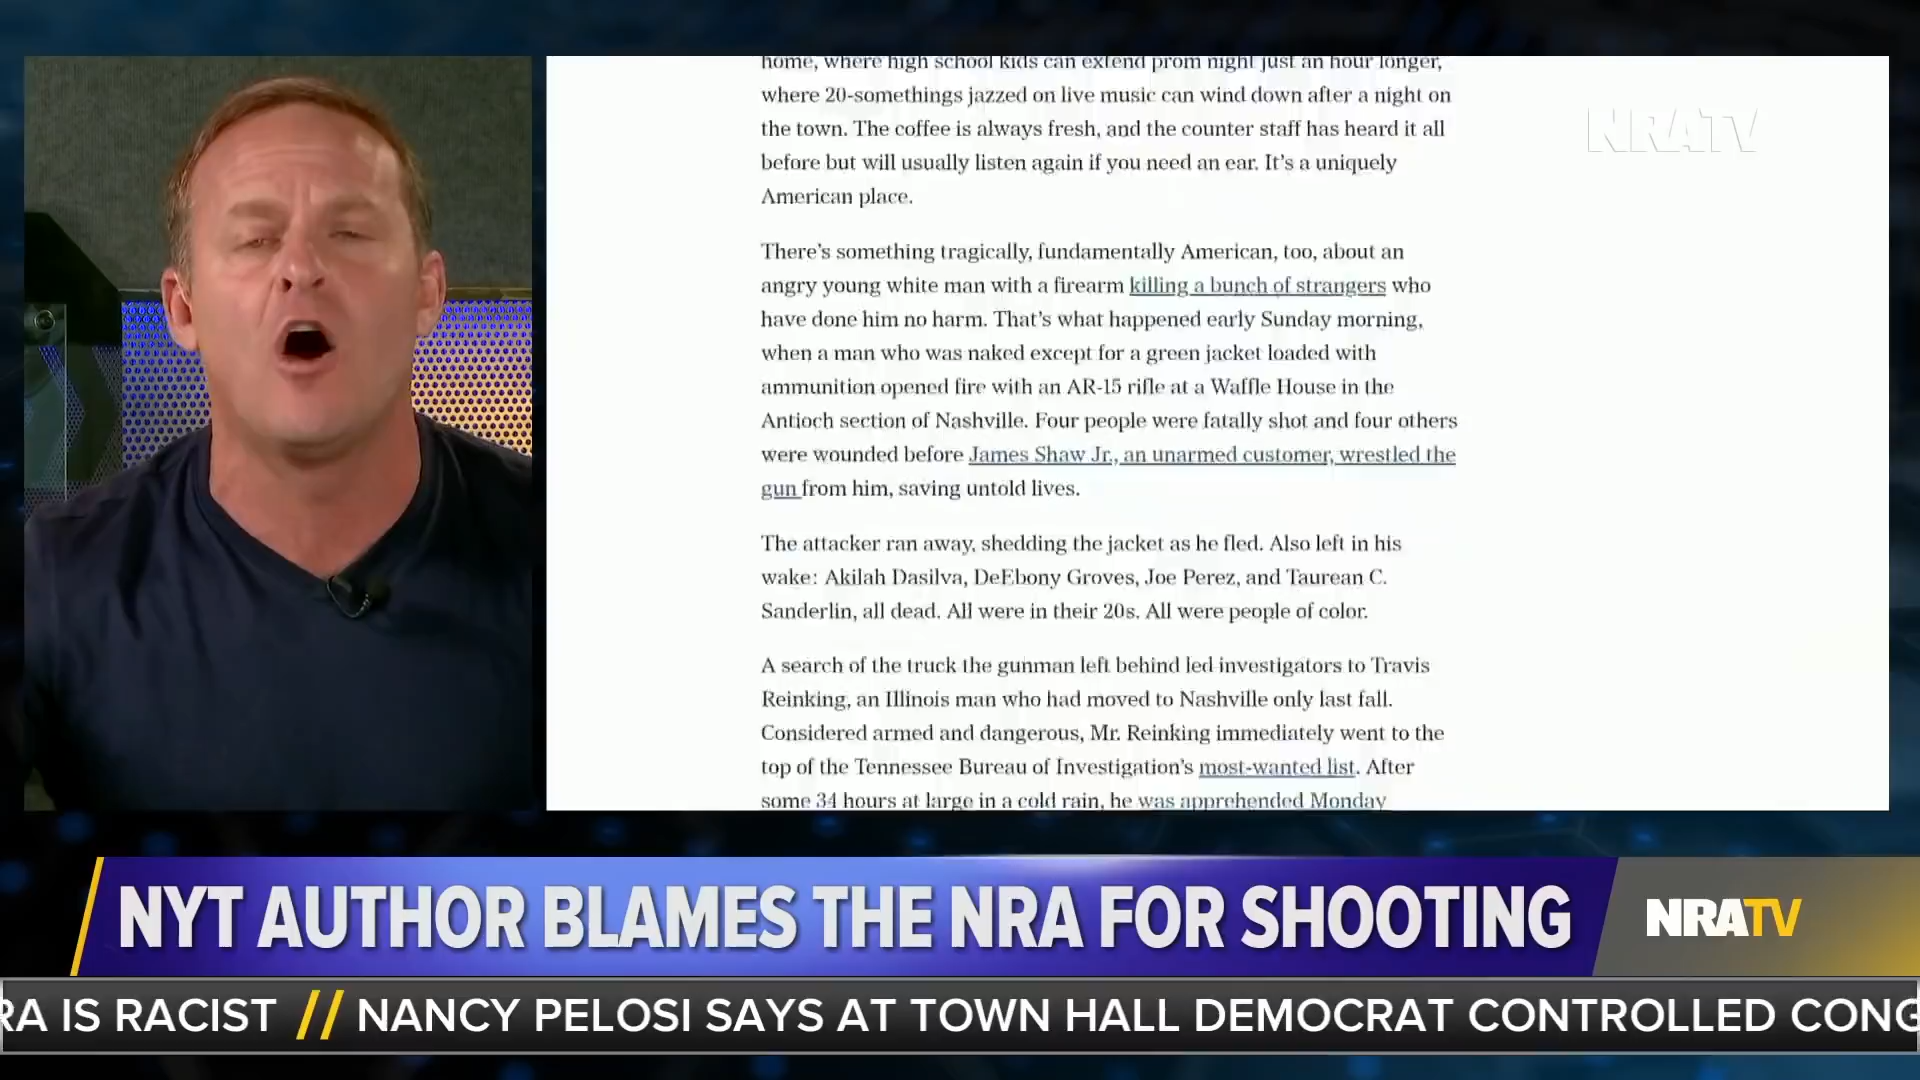 home, where high school kids can extend prom night just an hour longer,
where 20-somethings jazzed on live music can wind down after a night on
the town. The coffee is always fresh, and the counter staff has heard it all
before but will usually listen again if you need an ear. It’s a uniquely
American place.
There’s something tragically, fundamentally American, too, about an
angry young white man with a firearm killing a bunch of strangers who
have done him no harm. That’s what happened early Sunday morning,
when a man who was naked except for a green jacket loaded with
ammunition opened fire with an AR-15 rifle at a Waffle House in the
Antioch section of Nashville. Four people were fatally shot and four others
were wounded before James Shaw Jr., an unarmed customer, wrestled the
gun from him, saving untold lives.
The attacker ran away, shedding the jacket as he fled. Also left in his
wake: Akilah Dasilva, DeEbony Groves, Joe Perez, and Taurean C.
Sanderlin, all dead. All were in their 20s. All were people of color.
A search of the truck the gunman left behind led investigators to Travis
Reinking, an Illinois man who had moved to Nashville only last fall.
Considered armed and dangerous, Mr. Reinking immediately went to the
top of the Tennessee Bureau of Investigation’s most-wanted list. After
some 34 hours at large in a cold rain, he was apprehended Monday
NRATV
NYT AUTHOR BLAMES THE NRA FOR SHOOTING
NRATV
RA IS RACIST // NANCY PELOSI SAYS AT TOWN HALL DEMOCRAT CONTROLLED CONG